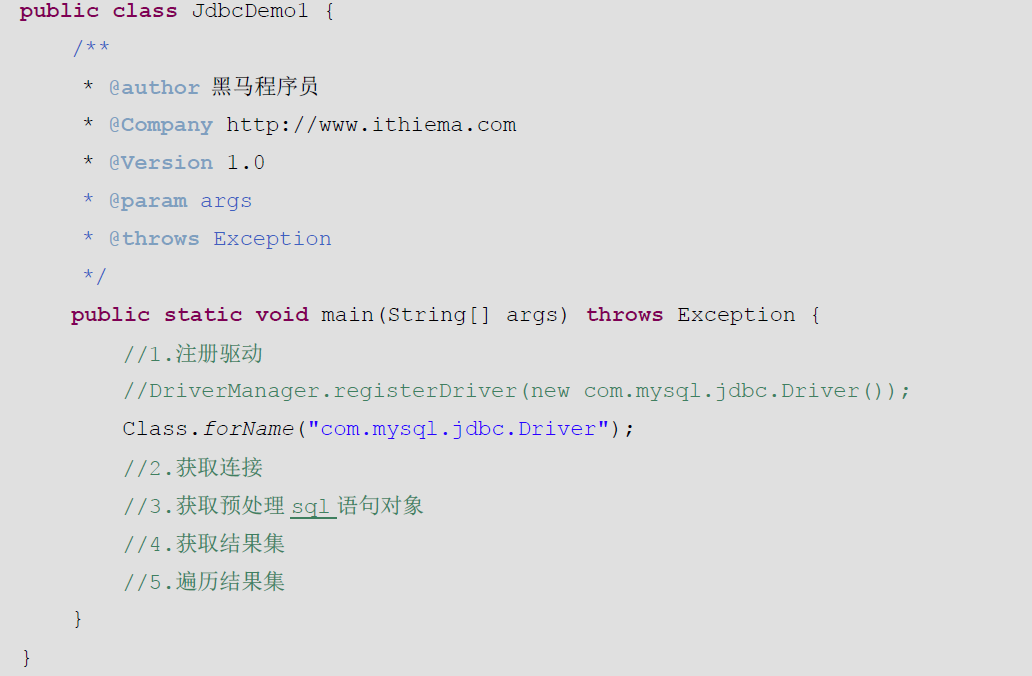 public class JdbcDemo1 {
/**
* @author 黑马程序员
* @Company http://www.ithiema.com
* @Version 1.0
* @param args
* @throws Exception
*/
public static void main(String[] args) throws Exception {
//1.注册驱动
//DriverManager.registerDriver(new com.mysql.jdbc.Driver());
Class.forName("com.mysql.jdbc.Driver");
//2.获取连接
//3.获取预处理 sql 语句对象
//4.获取结果集
//5.遍历结果集
}
}